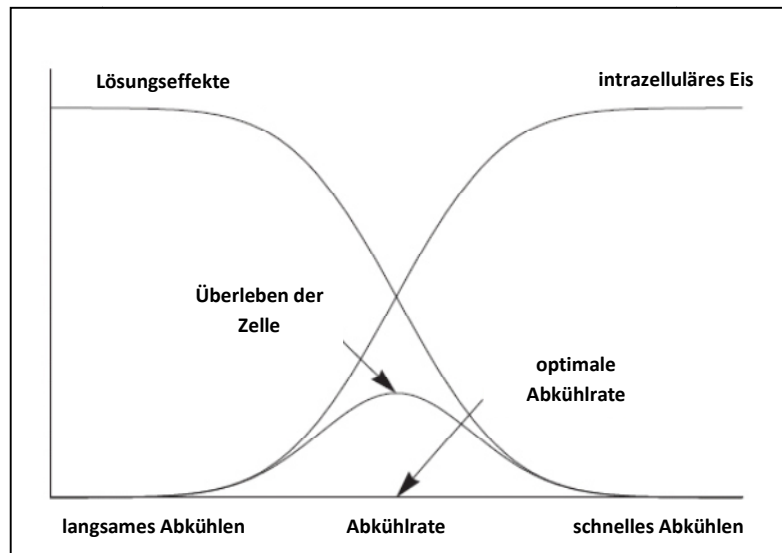 Lösungseffekte
intrazelluläres Eis
Überleben der
Zelle
optimale
Abkühlrate
langsames Abkühlen
Abkühlrate
schnelles Abkühlen